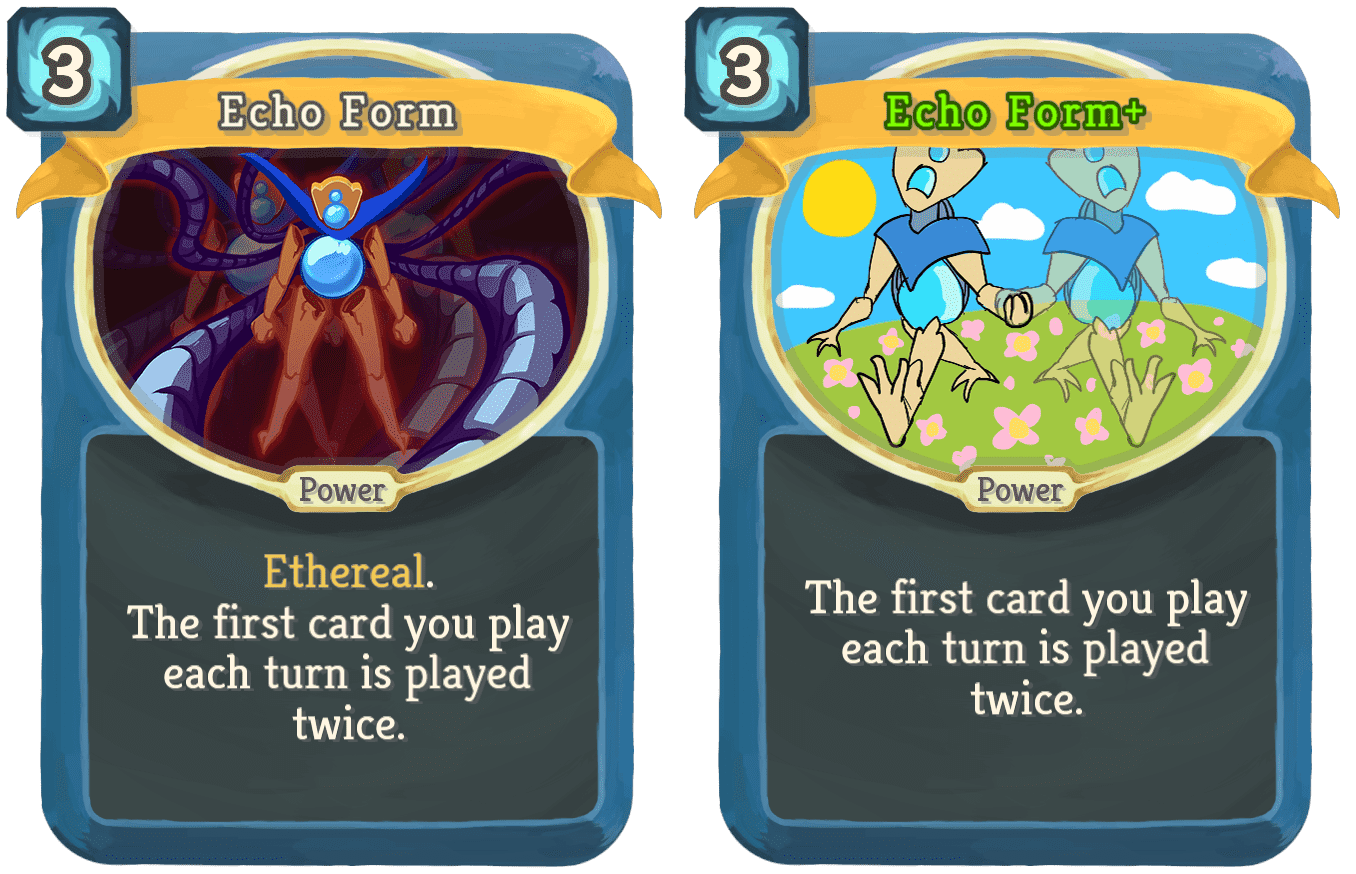 3
Echo Form
Power
Ethereal.
The first card you play
each turn is played
twice.
3
Echo Form+
Power
The first card you play
each turn is played
twice.